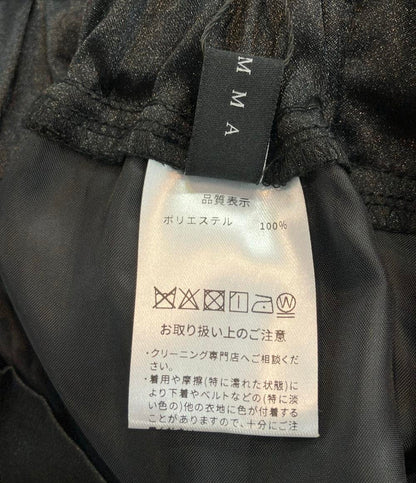 M M A
品質表示
ポリエステル 100%
お取り扱い上のご注意
・クリーニング専門店へご相談くだ
さい。
・着用や摩擦(特に濡れた状態)に
より下着やベルトなどの(特に淡
い色の)他の衣地に色が付着する
ことがありますので、十分にご注